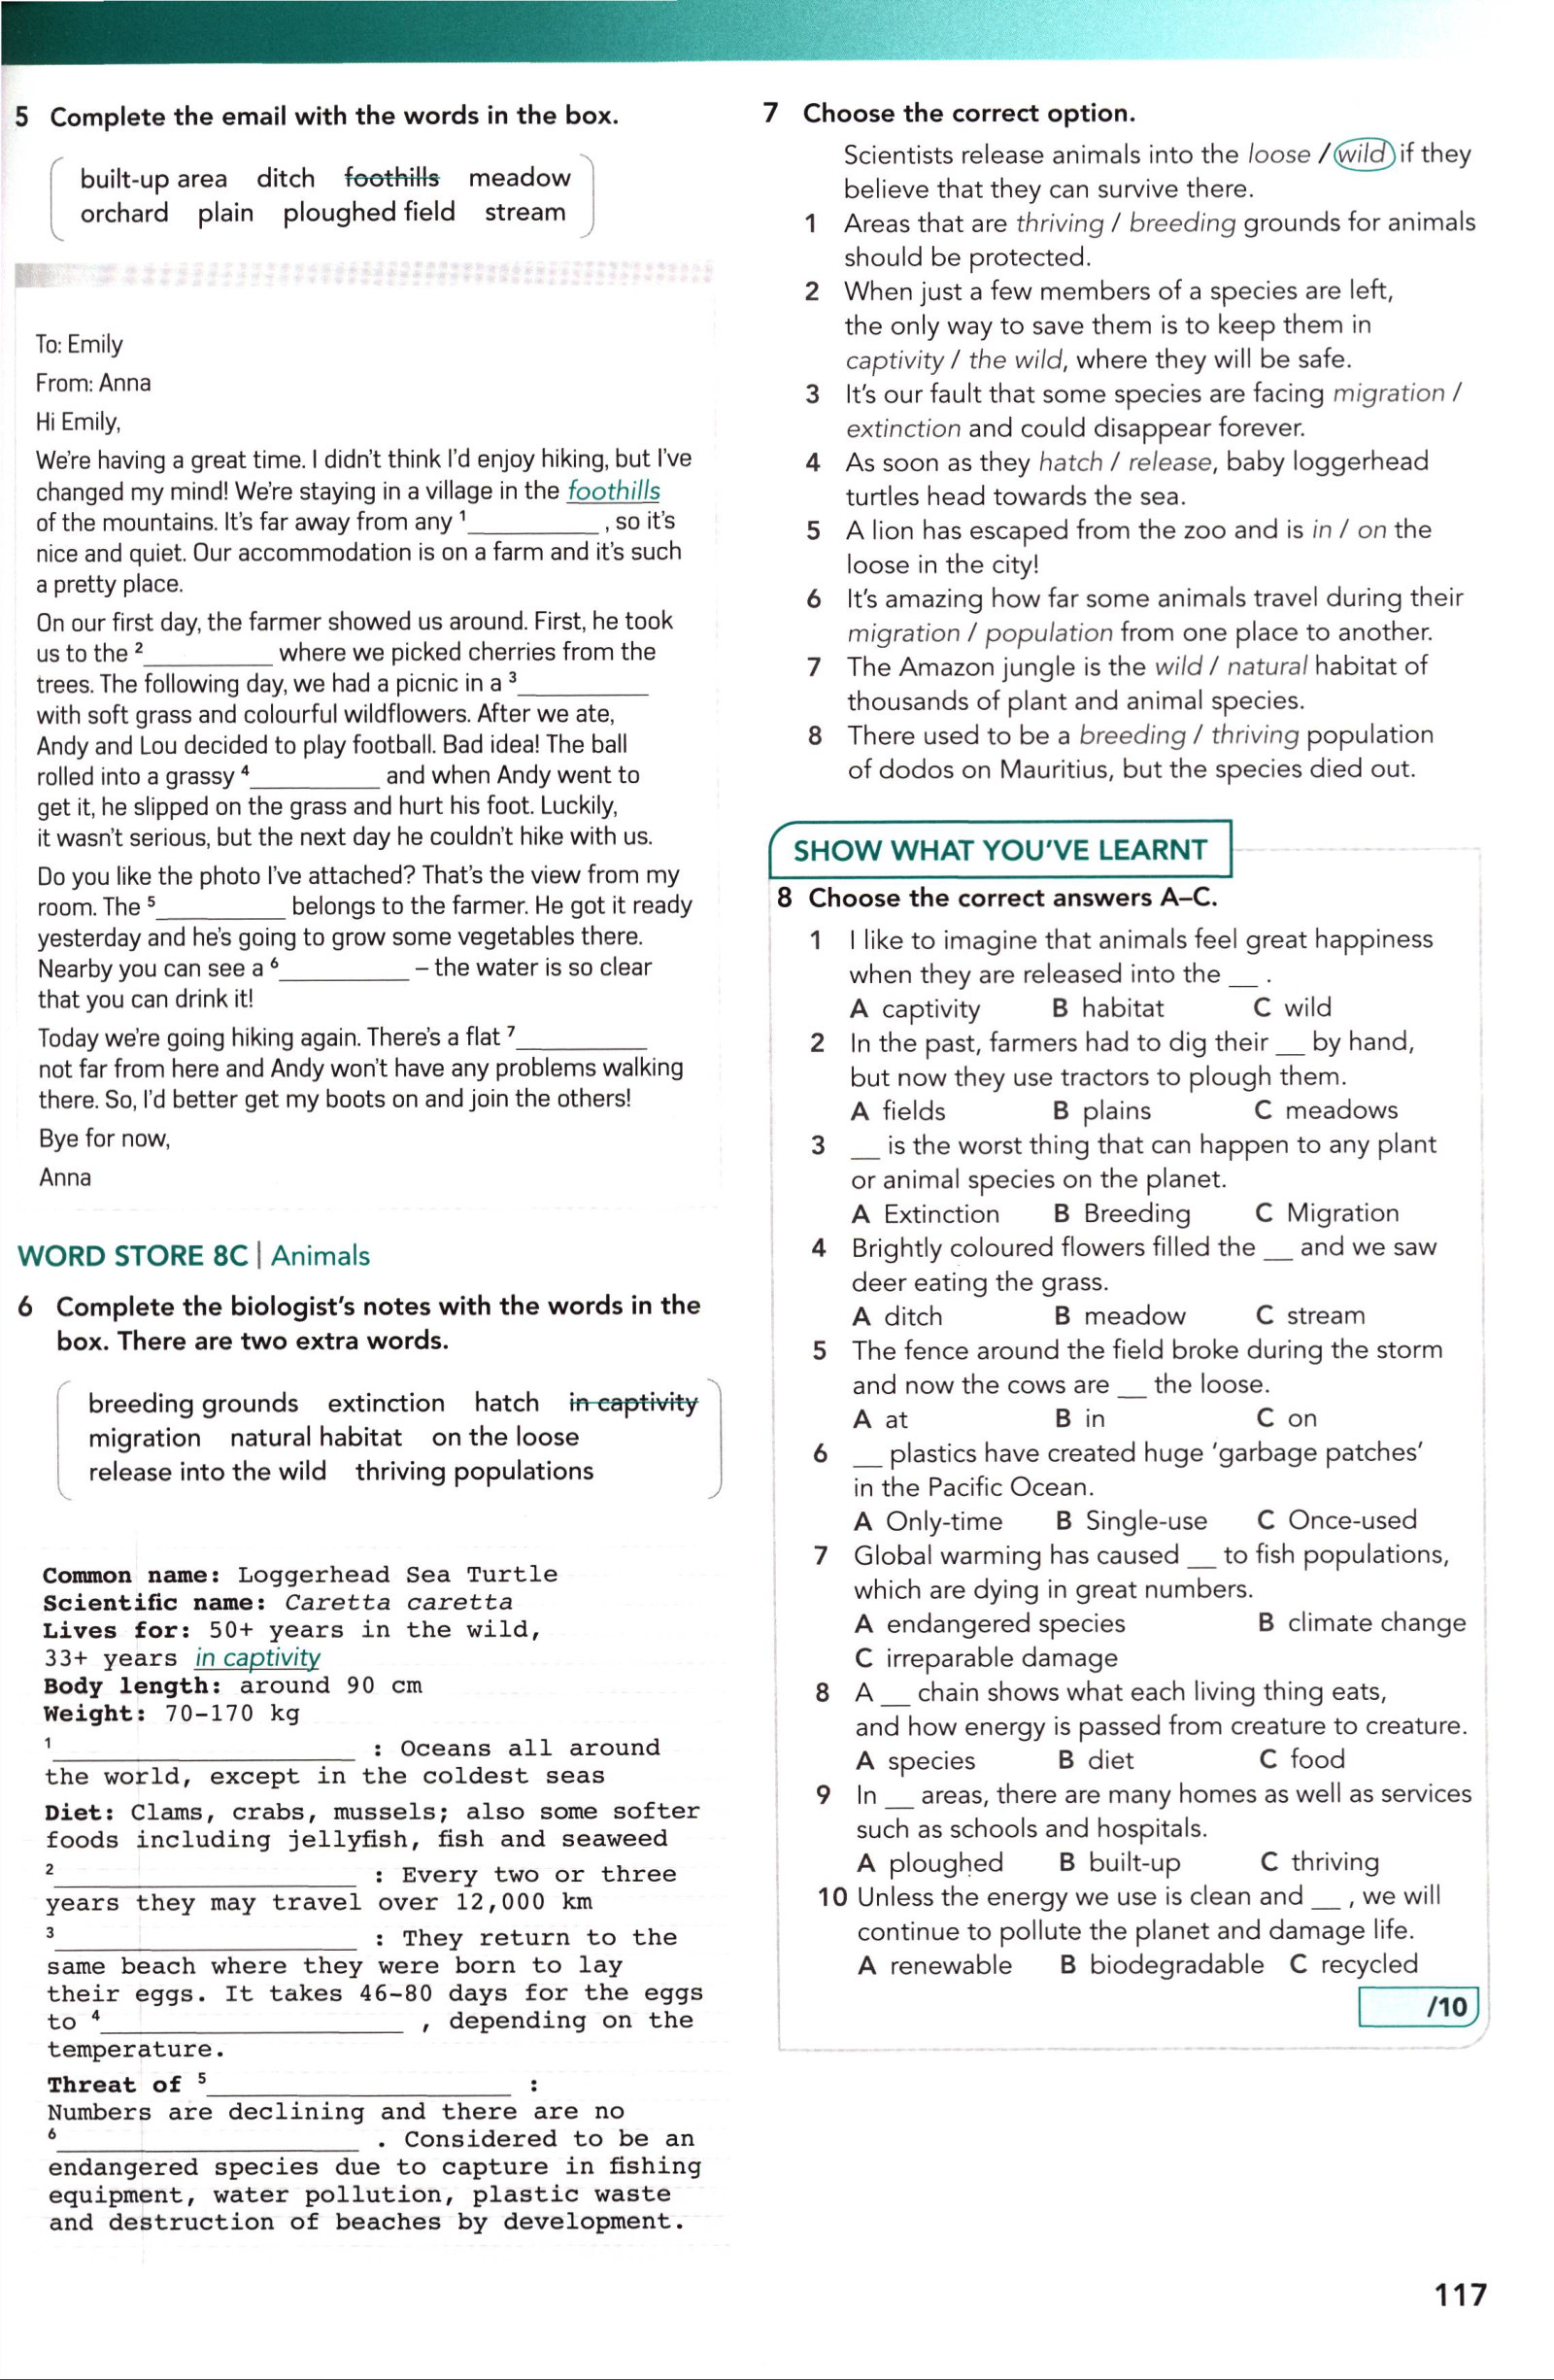 5 Complete the email with the words in the box.
built-up area ditch foothills meadow
orchard plain ploughed field stream
To: Emily
From: Anna
Hi Emily,
We're having a great time. I didn't think I'd enjoy hiking, but I've
changed my mind! We're staying in a village in the foothills
of the mountains. It's far away from any 1__________, so it's
nice and quiet. Our accommodation is on a farm and it's such
a pretty place.
On our first day, the farmer showed us around. First, he took
us to the 2__________ where we picked cherries from the
trees. The following day, we had a picnic in a 3__________
with soft grass and colourful wildflowers. After we ate,
Andy and Lou decided to play football. Bad idea! The ball
rolled into a grassy 4__________ and when Andy went to
get it, he slipped on the grass and hurt his foot. Luckily,
it wasn't serious, but the next day he couldn't hike with us.
Do you like the photo I've attached? That's the view from my
room. The 5__________ belongs to the farmer. He got it ready
yesterday and he's going to grow some vegetables there.
Nearby you can see a 6__________ – the water is so clear
that you can drink it!
Today we're going hiking again. There's a flat 7__________
not far from here and Andy won't have any problems walking
there. So, I'd better get my boots on and join the others!
Bye for now,
Anna
WORD STORE 8C | Animals
6 Complete the biologist's notes with the words in the
box. There are two extra words.
breeding grounds extinction hatch in captivity
migration natural habitat on the loose
release into the wild thriving populations
Common name: Loggerhead Sea Turtle
Scientific name: Caretta caretta
Lives for: 50+ years in the wild,
33+ years in captivity
Body length: around 90 cm
Weight: 70–170 kg
1____________________ : Oceans all around
the world, except in the coldest seas
Diet: Clams, crabs, mussels; also some softer
foods including jellyfish, fish and seaweed
2____________________ : Every two or three
years they may travel over 12,000 km
3____________________ : They return to the
same beach where they were born to lay
their eggs. It takes 46–80 days for the eggs
to 4____________________ , depending on the
temperature.
Threat of 5____________________ :
Numbers are declining and there are no
6____________________ . Considered to be an
endangered species due to capture in fishing
equipment, water pollution, plastic waste
and destruction of beaches by development.
7 Choose the correct option.
Scientists release animals into the loose / wild if they
believe that they can survive there.
1 Areas that are thriving / breeding grounds for animals
should be protected.
2 When just a few members of a species are left,
the only way to save them is to keep them in
captivity / the wild, where they will be safe.
3 It's our fault that some species are facing migration /
extinction and could disappear forever.
4 As soon as they hatch / release, baby loggerhead
turtles head towards the sea.
5 A lion has escaped from the zoo and is in / on the
loose in the city!
6 It's amazing how far some animals travel during their
migration / population from one place to another.
7 The Amazon jungle is the wild / natural habitat of
thousands of plant and animal species.
8 There used to be a breeding / thriving population
of dodos on Mauritius, but the species died out.
SHOW WHAT YOU'VE LEARNT
8 Choose the correct answers A–C.
1 I like to imagine that animals feel great happiness
when they are released into the __ .
A captivity B habitat C wild
2 In the past, farmers had to dig their __ by hand,
but now they use tractors to plough them.
A fields B plains C meadows
3 __ is the worst thing that can happen to any plant
or animal species on the planet.
A Extinction B Breeding C Migration
4 Brightly coloured flowers filled the __ and we saw
deer eating the grass.
A ditch B meadow C stream
5 The fence around the field broke during the storm
and now the cows are __ the loose.
A at B in C on
6 __ plastics have created huge 'garbage patches'
in the Pacific Ocean.
A Only-time B Single-use C Once-used
7 Global warming has caused __ to fish populations,
which are dying in great numbers.
A endangered species B climate change
C irreparable damage
8 A __ chain shows what each living thing eats,
and how energy is passed from creature to creature.
A species B diet C food
9 In __ areas, there are many homes as well as services
such as schools and hospitals.
A ploughed B built-up C thriving
10 Unless the energy we use is clean and __ , we will
continue to pollute the planet and damage life.
A renewable B biodegradable C recycled
/10
117